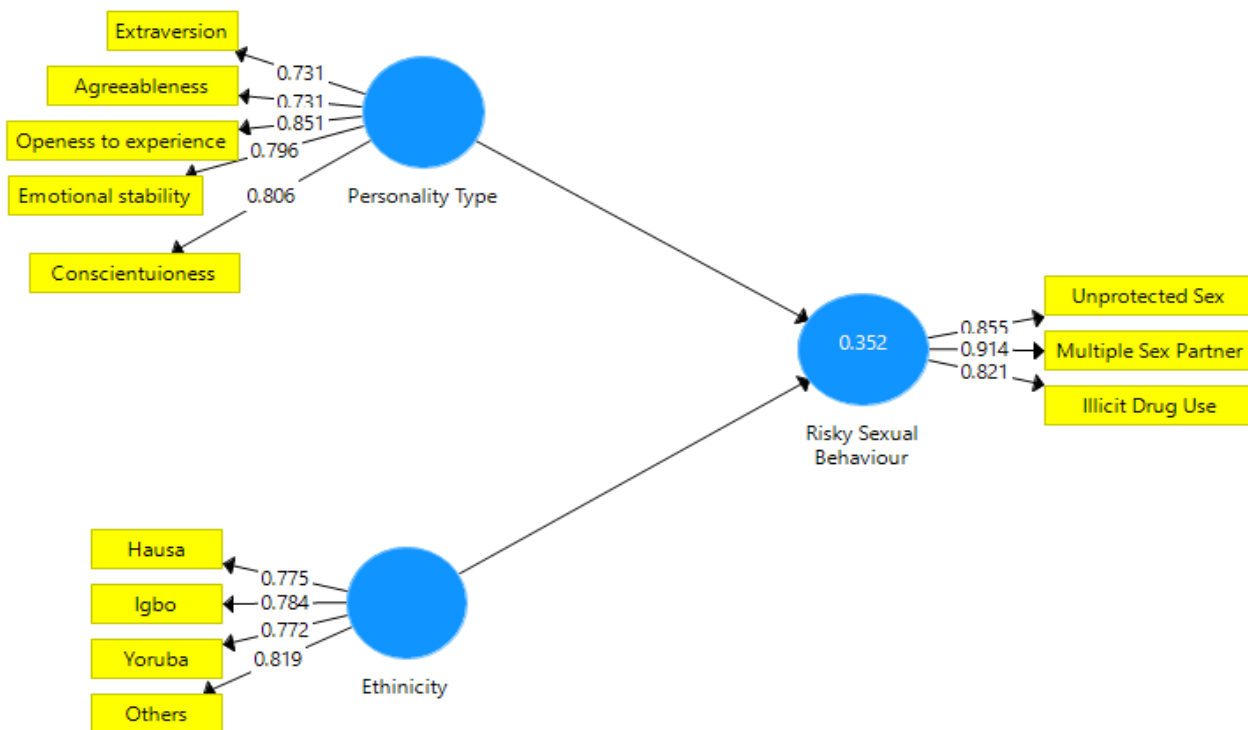 Extraversion
0.731
Agreeableness
0.731
0.851
Openess to experience
0.796
Emotional stability
0.806
Personality Type
Conscientuioness
Unprotected Sex
0.855
0.352
0.914
Multiple Sex Partner
0.821
Illicit Drug Use
Risky Sexual
Behaviour
Hausa
0.775
Igbo
0.784
0.772
Yoruba
0.819
Ethinicity
Others